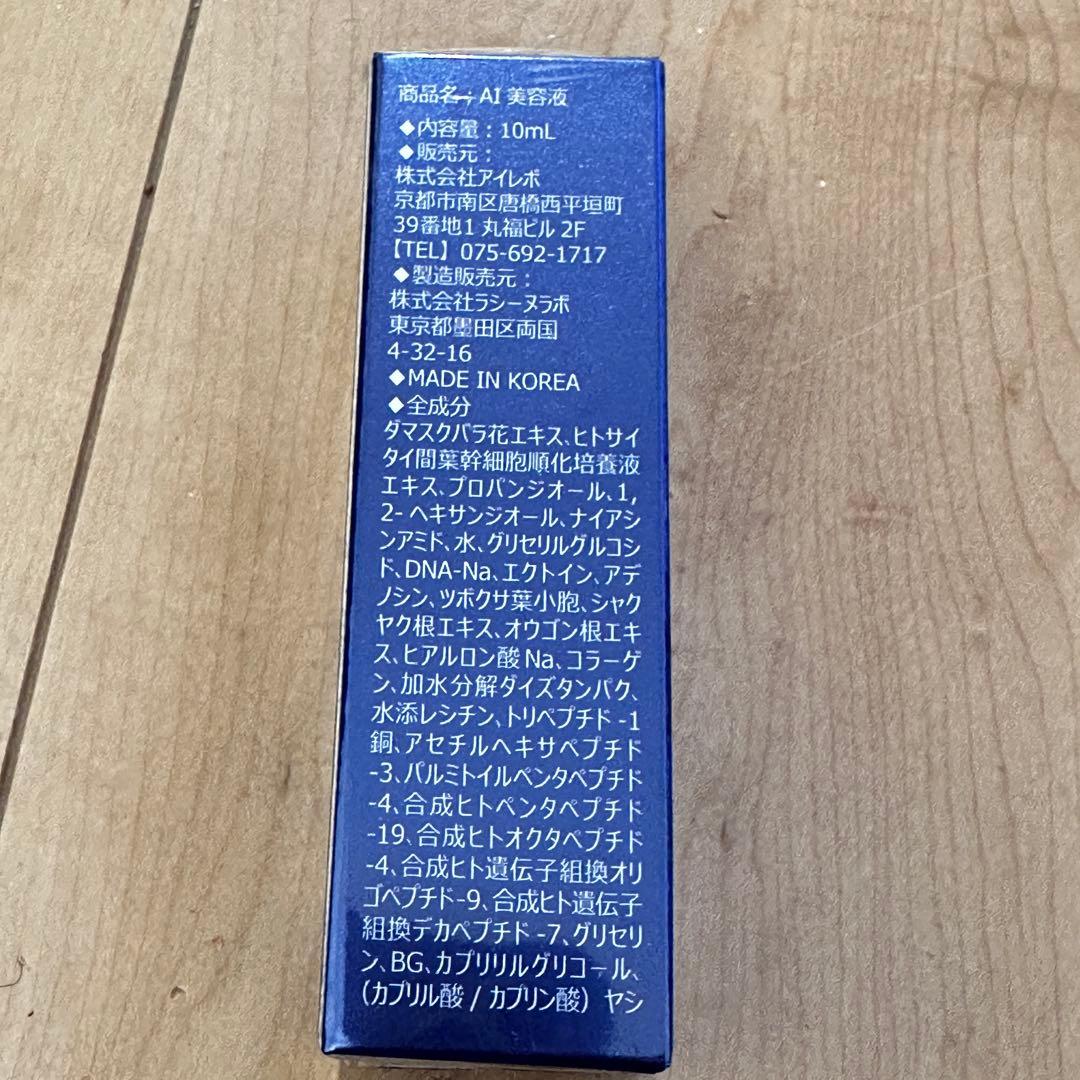 商品名：AI 美容液
◆内容量：10mL
◆販売元：
株式会社アイレボ
京都市南区唐橋西平垣町
39番地1 丸福ビル 2F
【TEL】075-692-1717
◆製造販売元：
株式会社ラシーヌラボ
東京都墨田区両国
4-32-16
◆MADE IN KOREA
◆全成分
ダマスクバラ花エキス、ヒトサイ
タイ間葉幹細胞順化培養液
エキス、プロパンジオール、1,
2- ヘキサンジオール、ナイアシ
ンアミド、水、グリセリルグルコシ
ド、DNA-Na、エクトイン、アデ
ノシン、ツボクサ葉小胞、シャク
ヤク根エキス、オウゴン根エキ
ス、ヒアルロン酸Na、コラーゲ
ン、加水分解ダイズタンパク、
水添レシチン、トリペプチド -1
銅、アセチルヘキサペプチド
-3、パルミトイルペンタペプチド
-4、合成ヒトペンタペプチド
-19、合成ヒトオクタペプチド
-4、合成ヒト遺伝子組換オリ
ゴペプチド-9、合成ヒト遺伝子
組換デカペプチド -7、グリセリ
ン、BG、カプリリルグリコール、
（カプリル酸 / カプリン酸）ヤシ